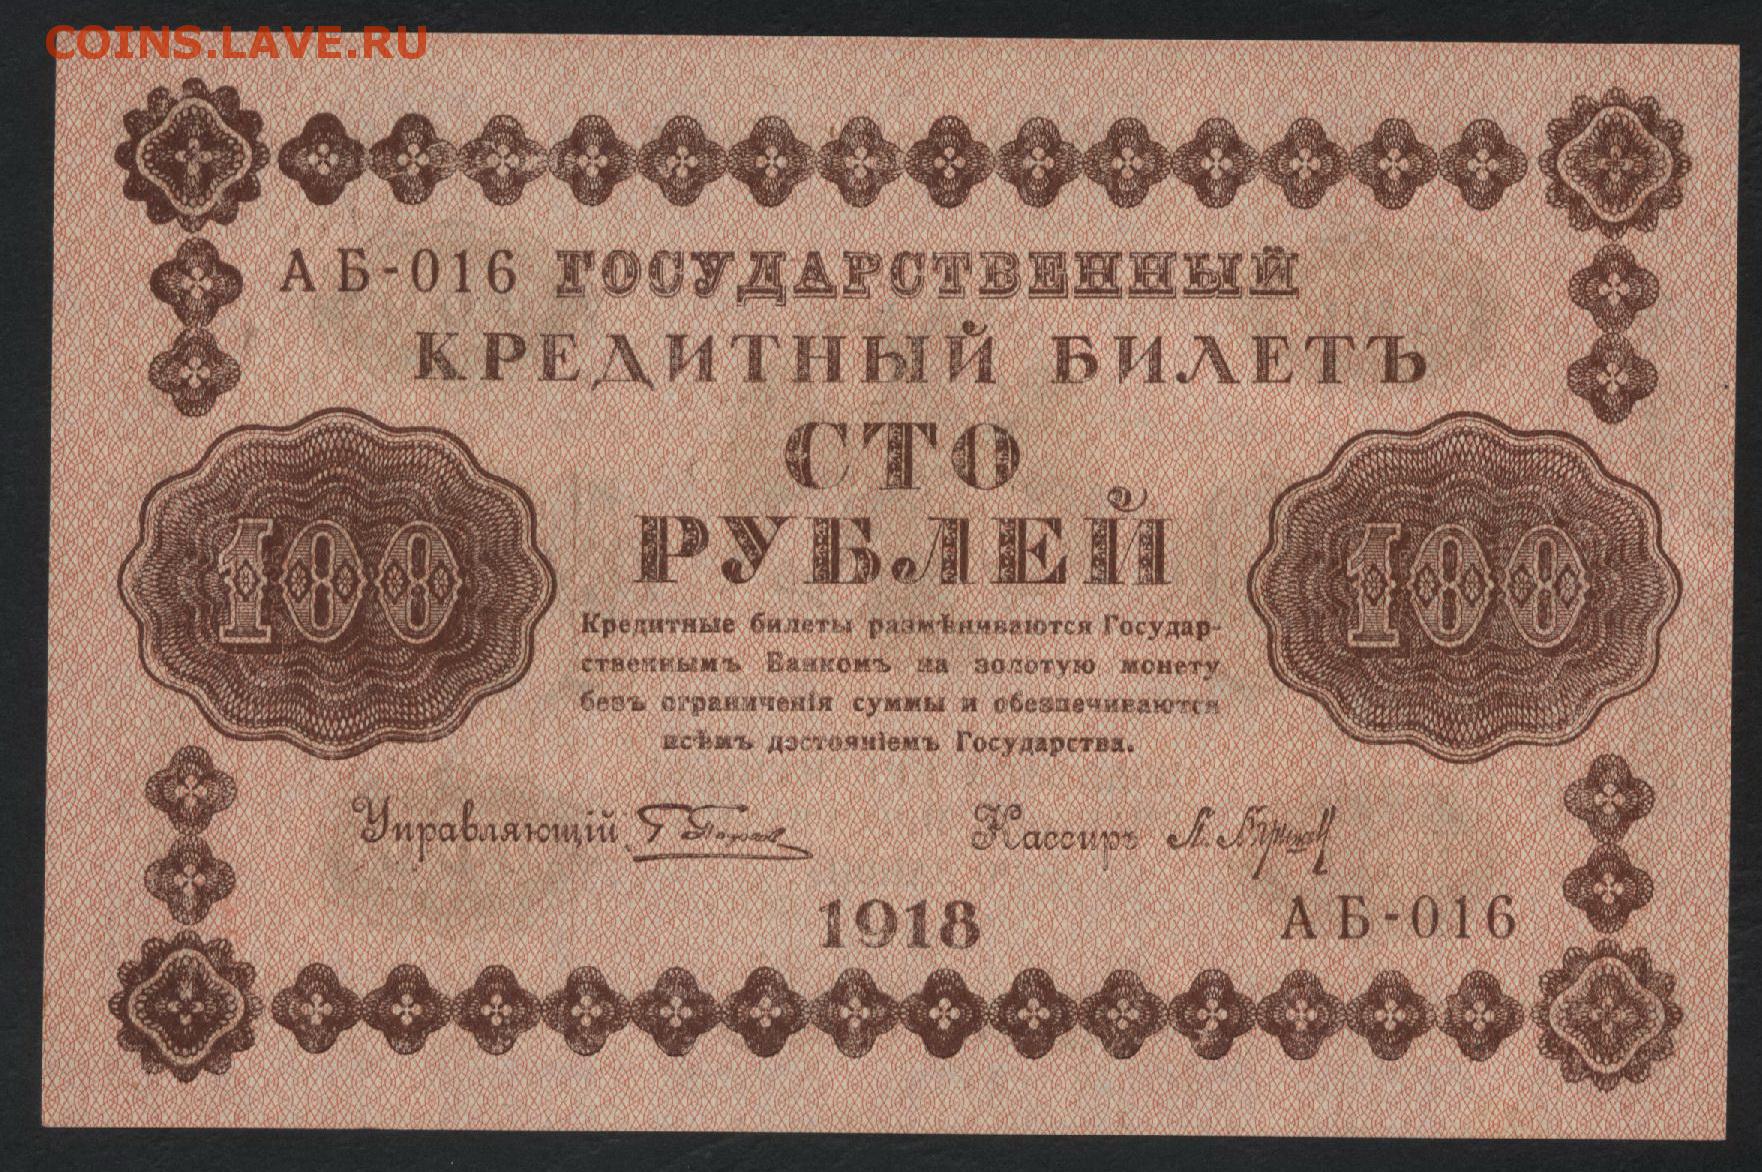 COINS.LAVE.RU
АБ-016 ГОСУДАРСТВЕННЫЙ
КРЕДИТНЫЙ БИЛЕТЪ
СТО
РУБЛЕЙ
100
100
Кредитные билеты размѣниваются Государ-
ственнымъ Банкомъ на золотую монету
безъ ограниченія суммы и обезпечиваются
всѣмъ достояніемъ Государства.
Управляющій
Кассиръ
1918
АБ-016